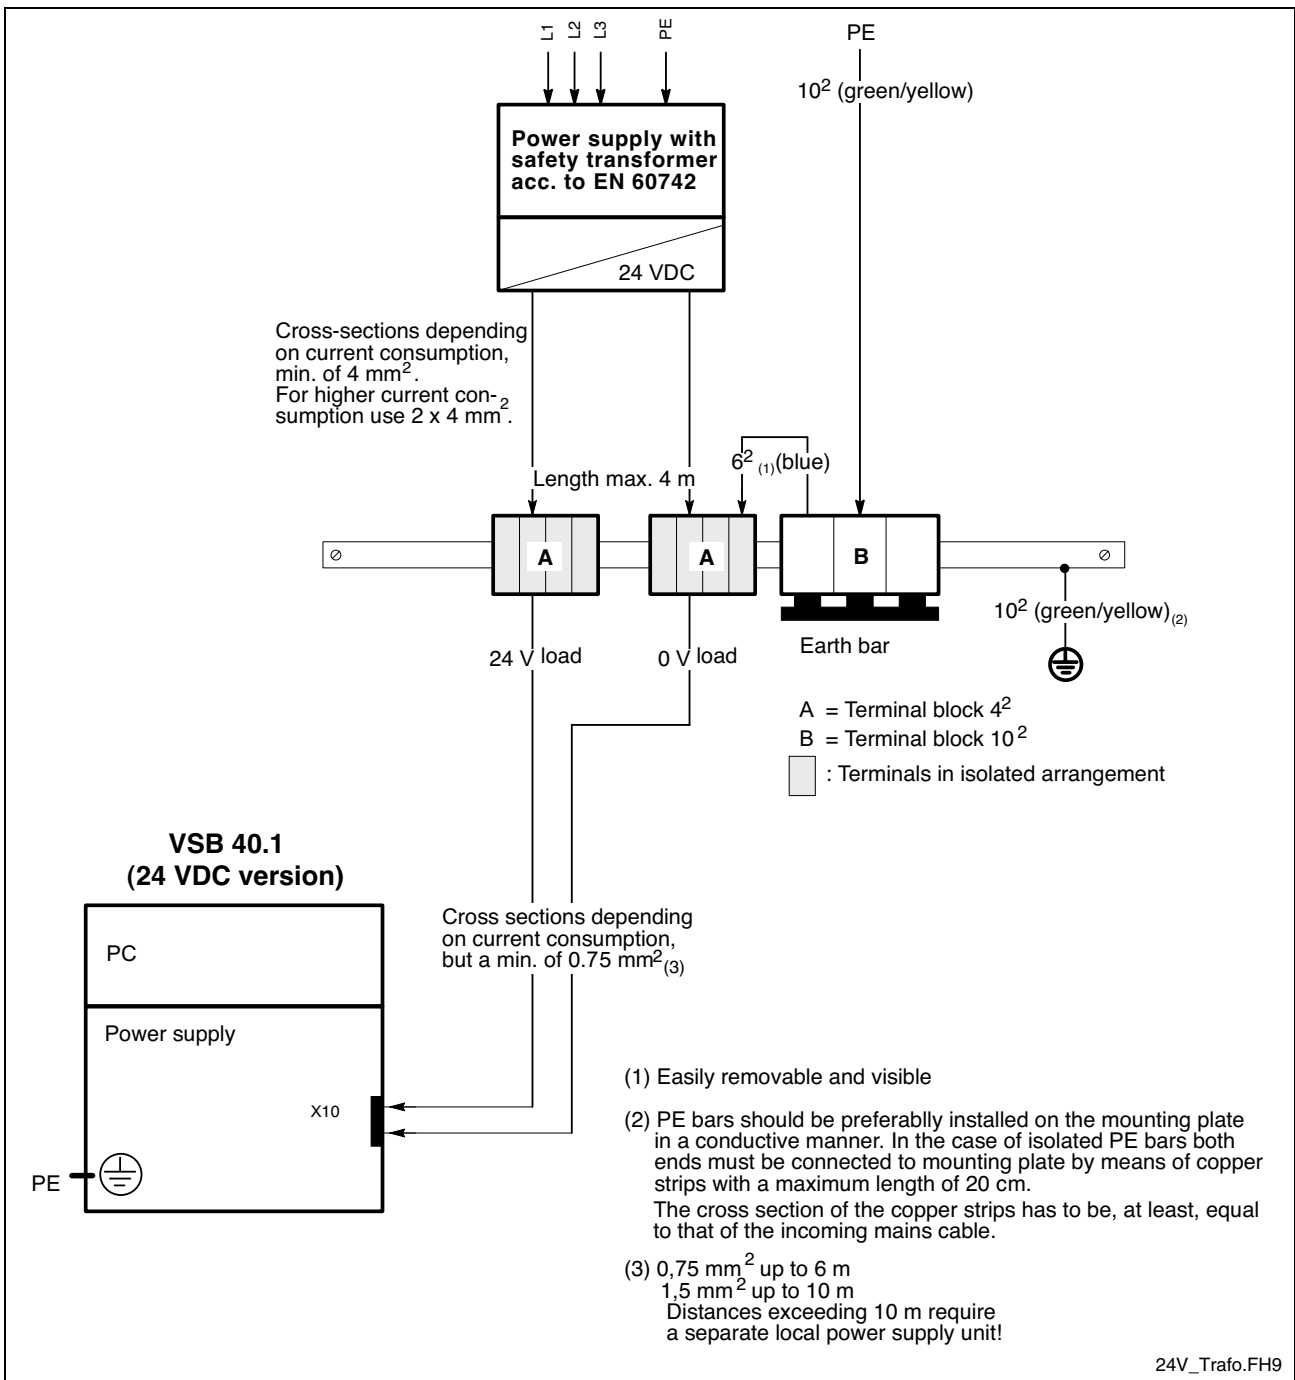 L1 L2 L3 PE
PE
10² (green/yellow)
Power supply with
safety transformer
acc. to EN 60742
24 VDC
Cross-sections depending
on current consumption,
min. of 4 mm².
For higher current con-
sumption use 2 x 4 mm².
6² (1)(blue)
Length max. 4 m
A
A
B
10² (green/yellow)(2)
Earth bar
24 V load
0 V load
A = Terminal block 4²
B = Terminal block 10²
: Terminals in isolated arrangement
VSB 40.1
(24 VDC version)
Cross sections depending
on current consumption,
but a min. of 0.75 mm²(3)
PC
Power supply
X10
PE
(1) Easily removable and visible
(2) PE bars should be preferablly installed on the mounting plate
in a conductive manner. In the case of isolated PE bars both
ends must be connected to mounting plate by means of copper
strips with a maximum length of 20 cm.
The cross section of the copper strips has to be, at least, equal
to that of the incoming mains cable.
(3) 0,75 mm² up to 6 m
1,5 mm² up to 10 m
Distances exceeding 10 m require
a separate local power supply unit!
24V_Trafo.FH9